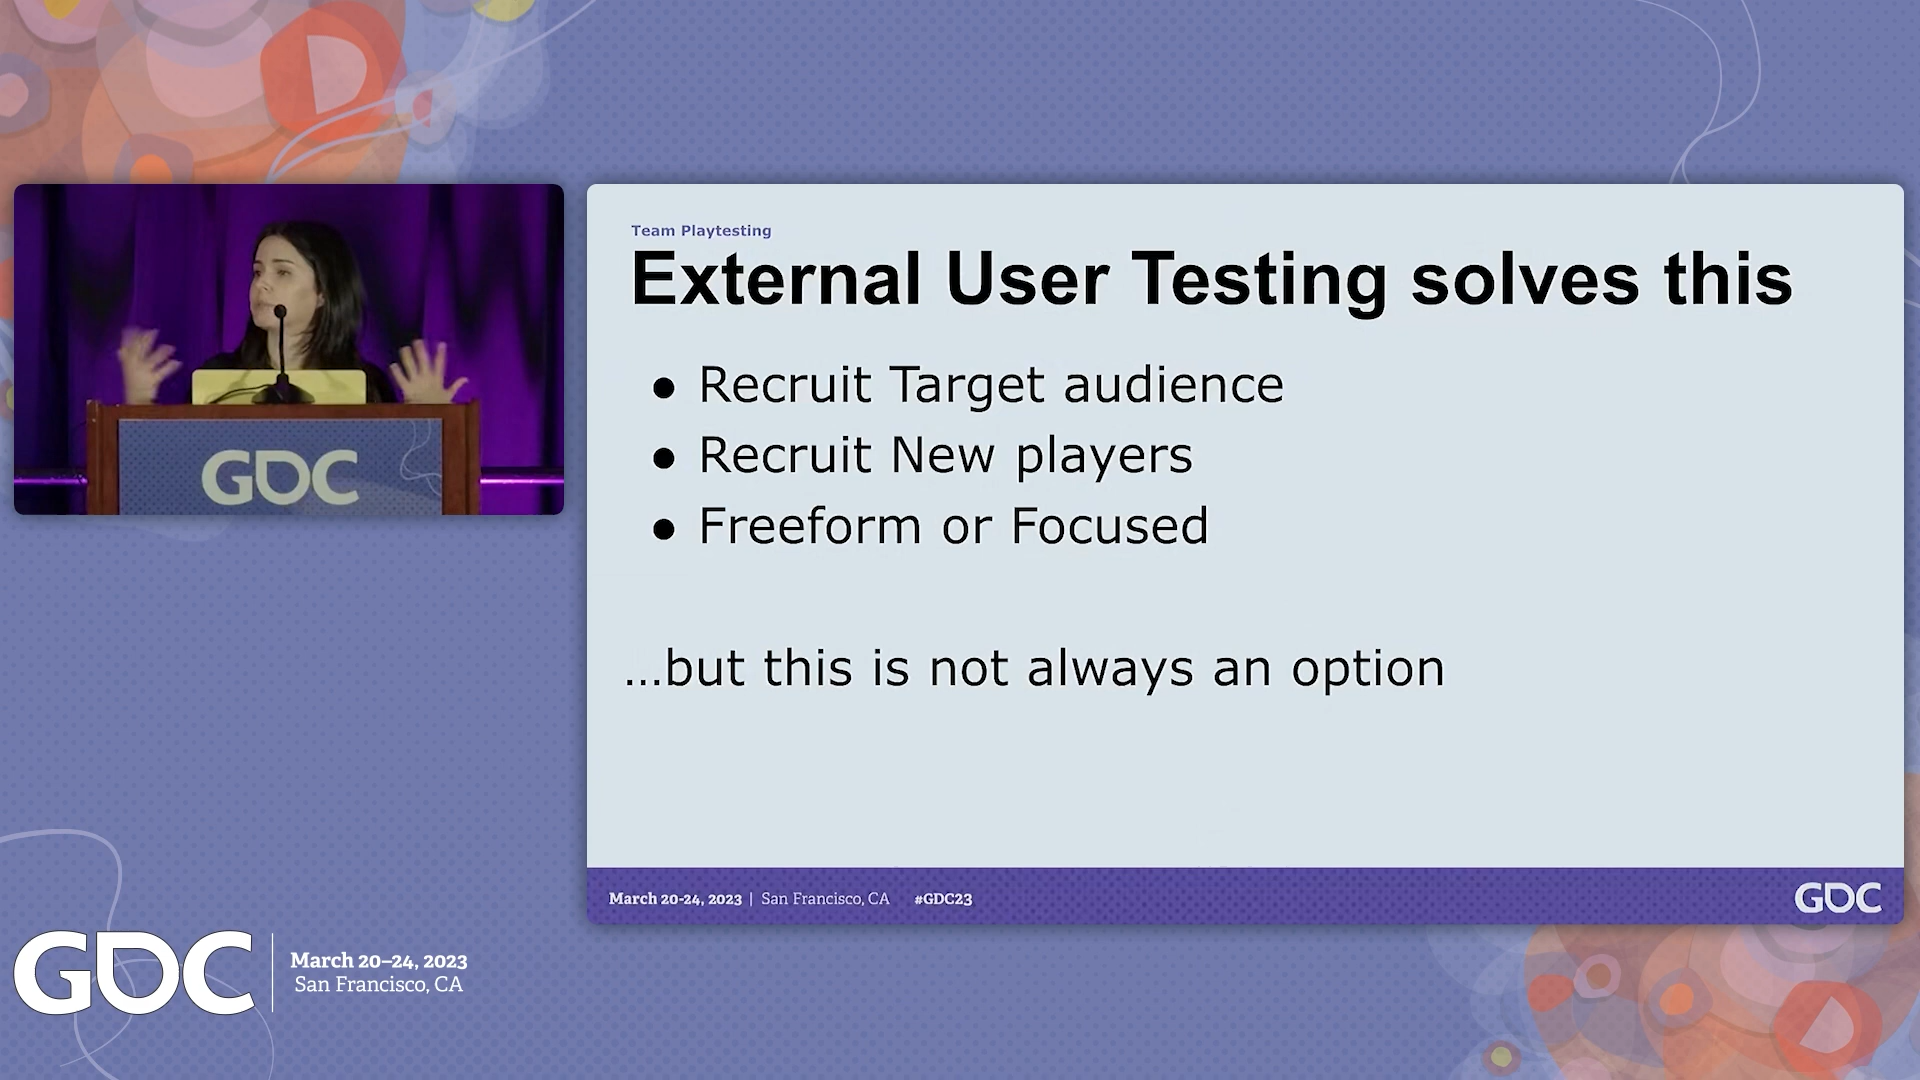 Team Playtesting
External User Testing solves this
● Recruit Target audience
● Recruit New players
● Freeform or Focused
...but this is not always an option
March 20-24, 2023 | San Francisco, CA #GDC23
GDC
GDC
GDC
March 20–24, 2023
San Francisco, CA